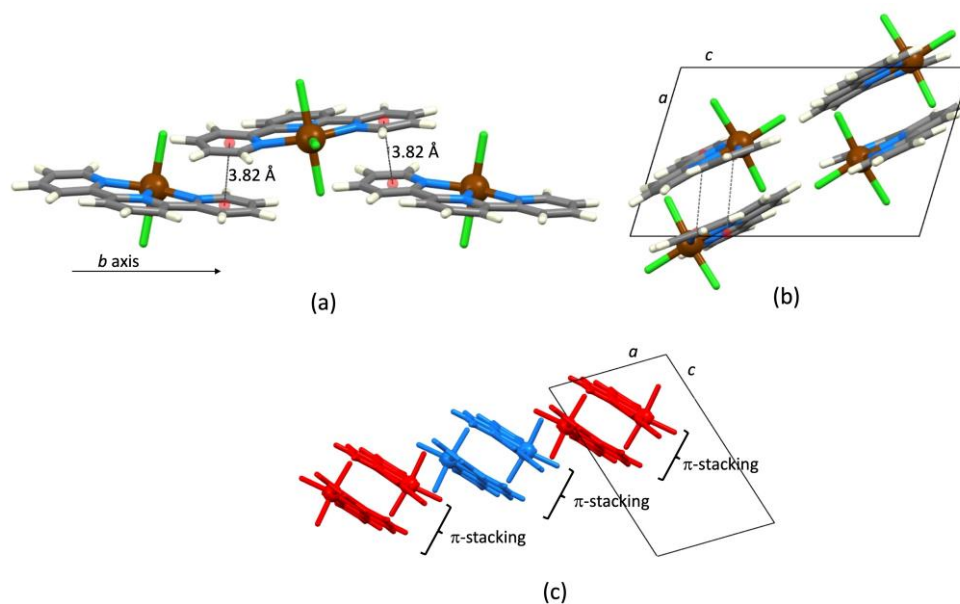 3.82 Å
3.82 Å
b axis
(a)
c
a
(b)
a
c
π-stacking
π-stacking
π-stacking
(c)